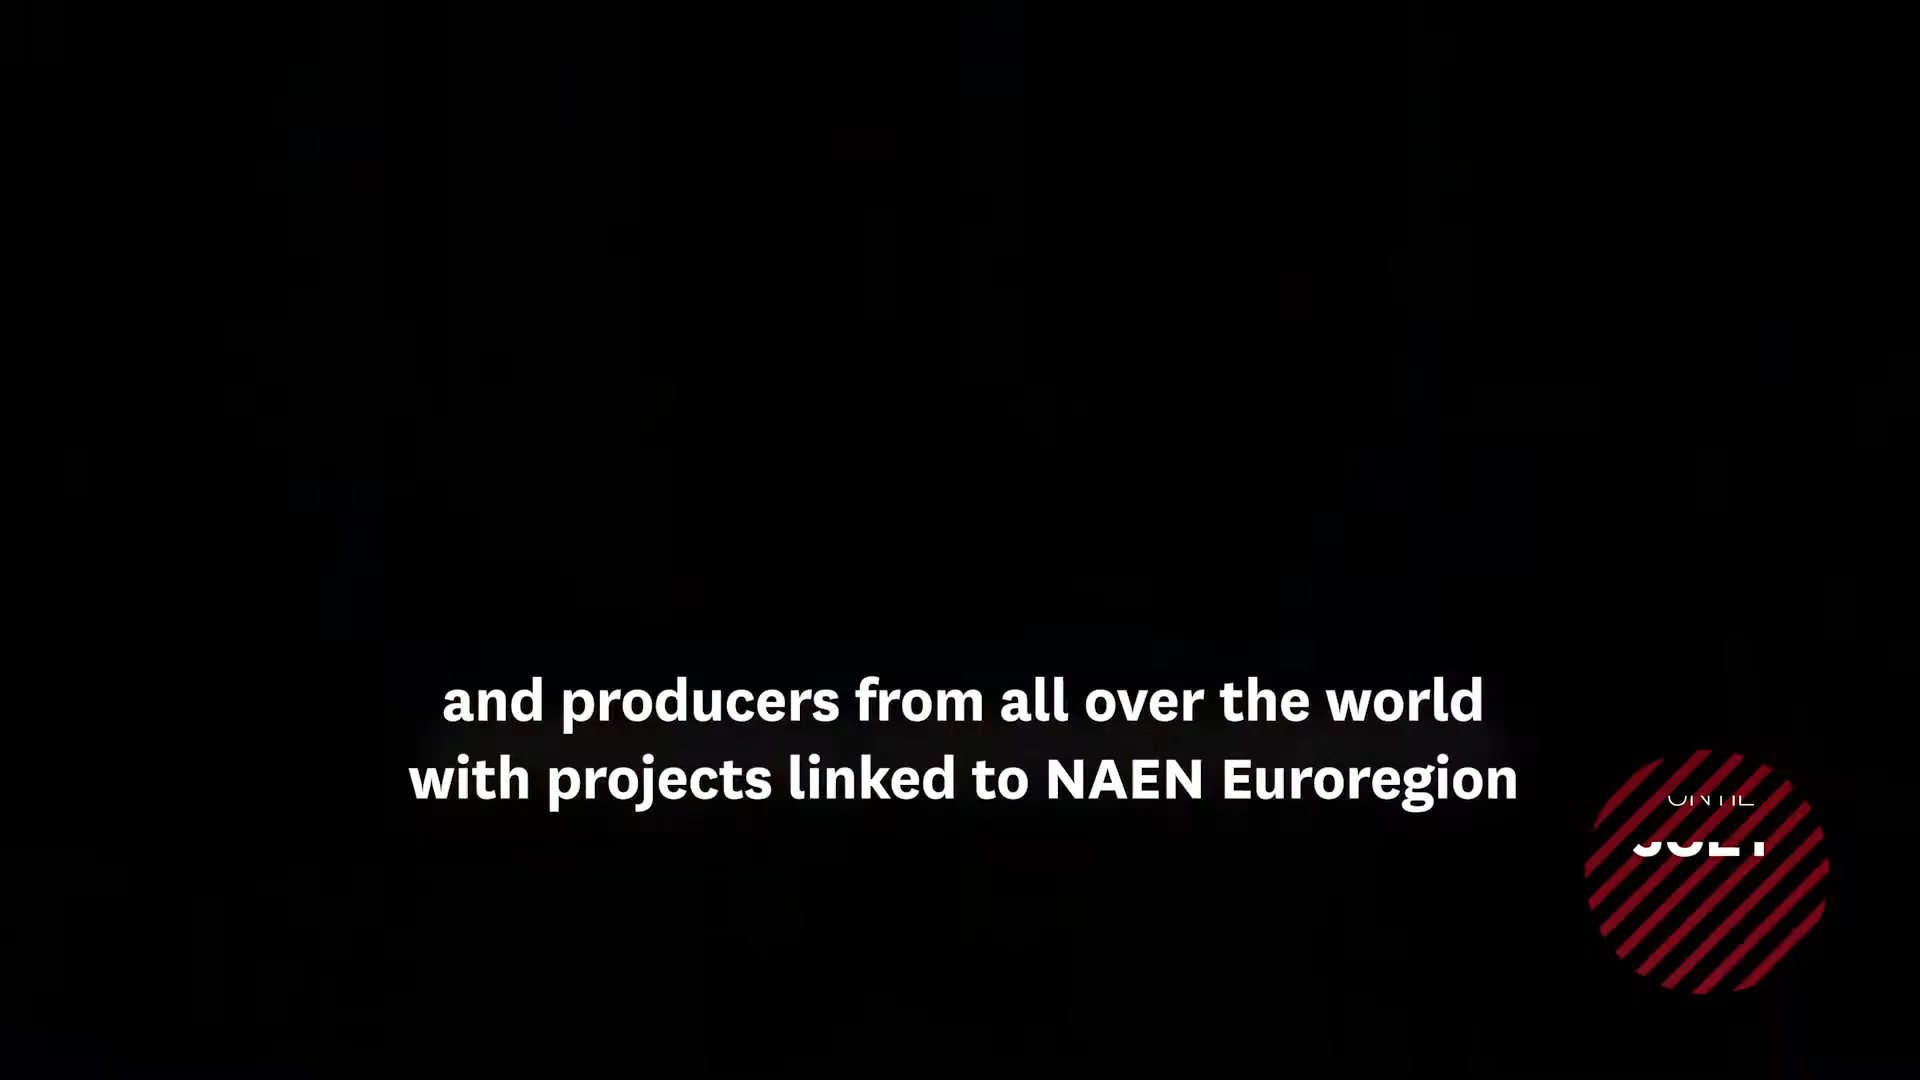 and producers from all over the world
with projects linked to NAEN Euroregion